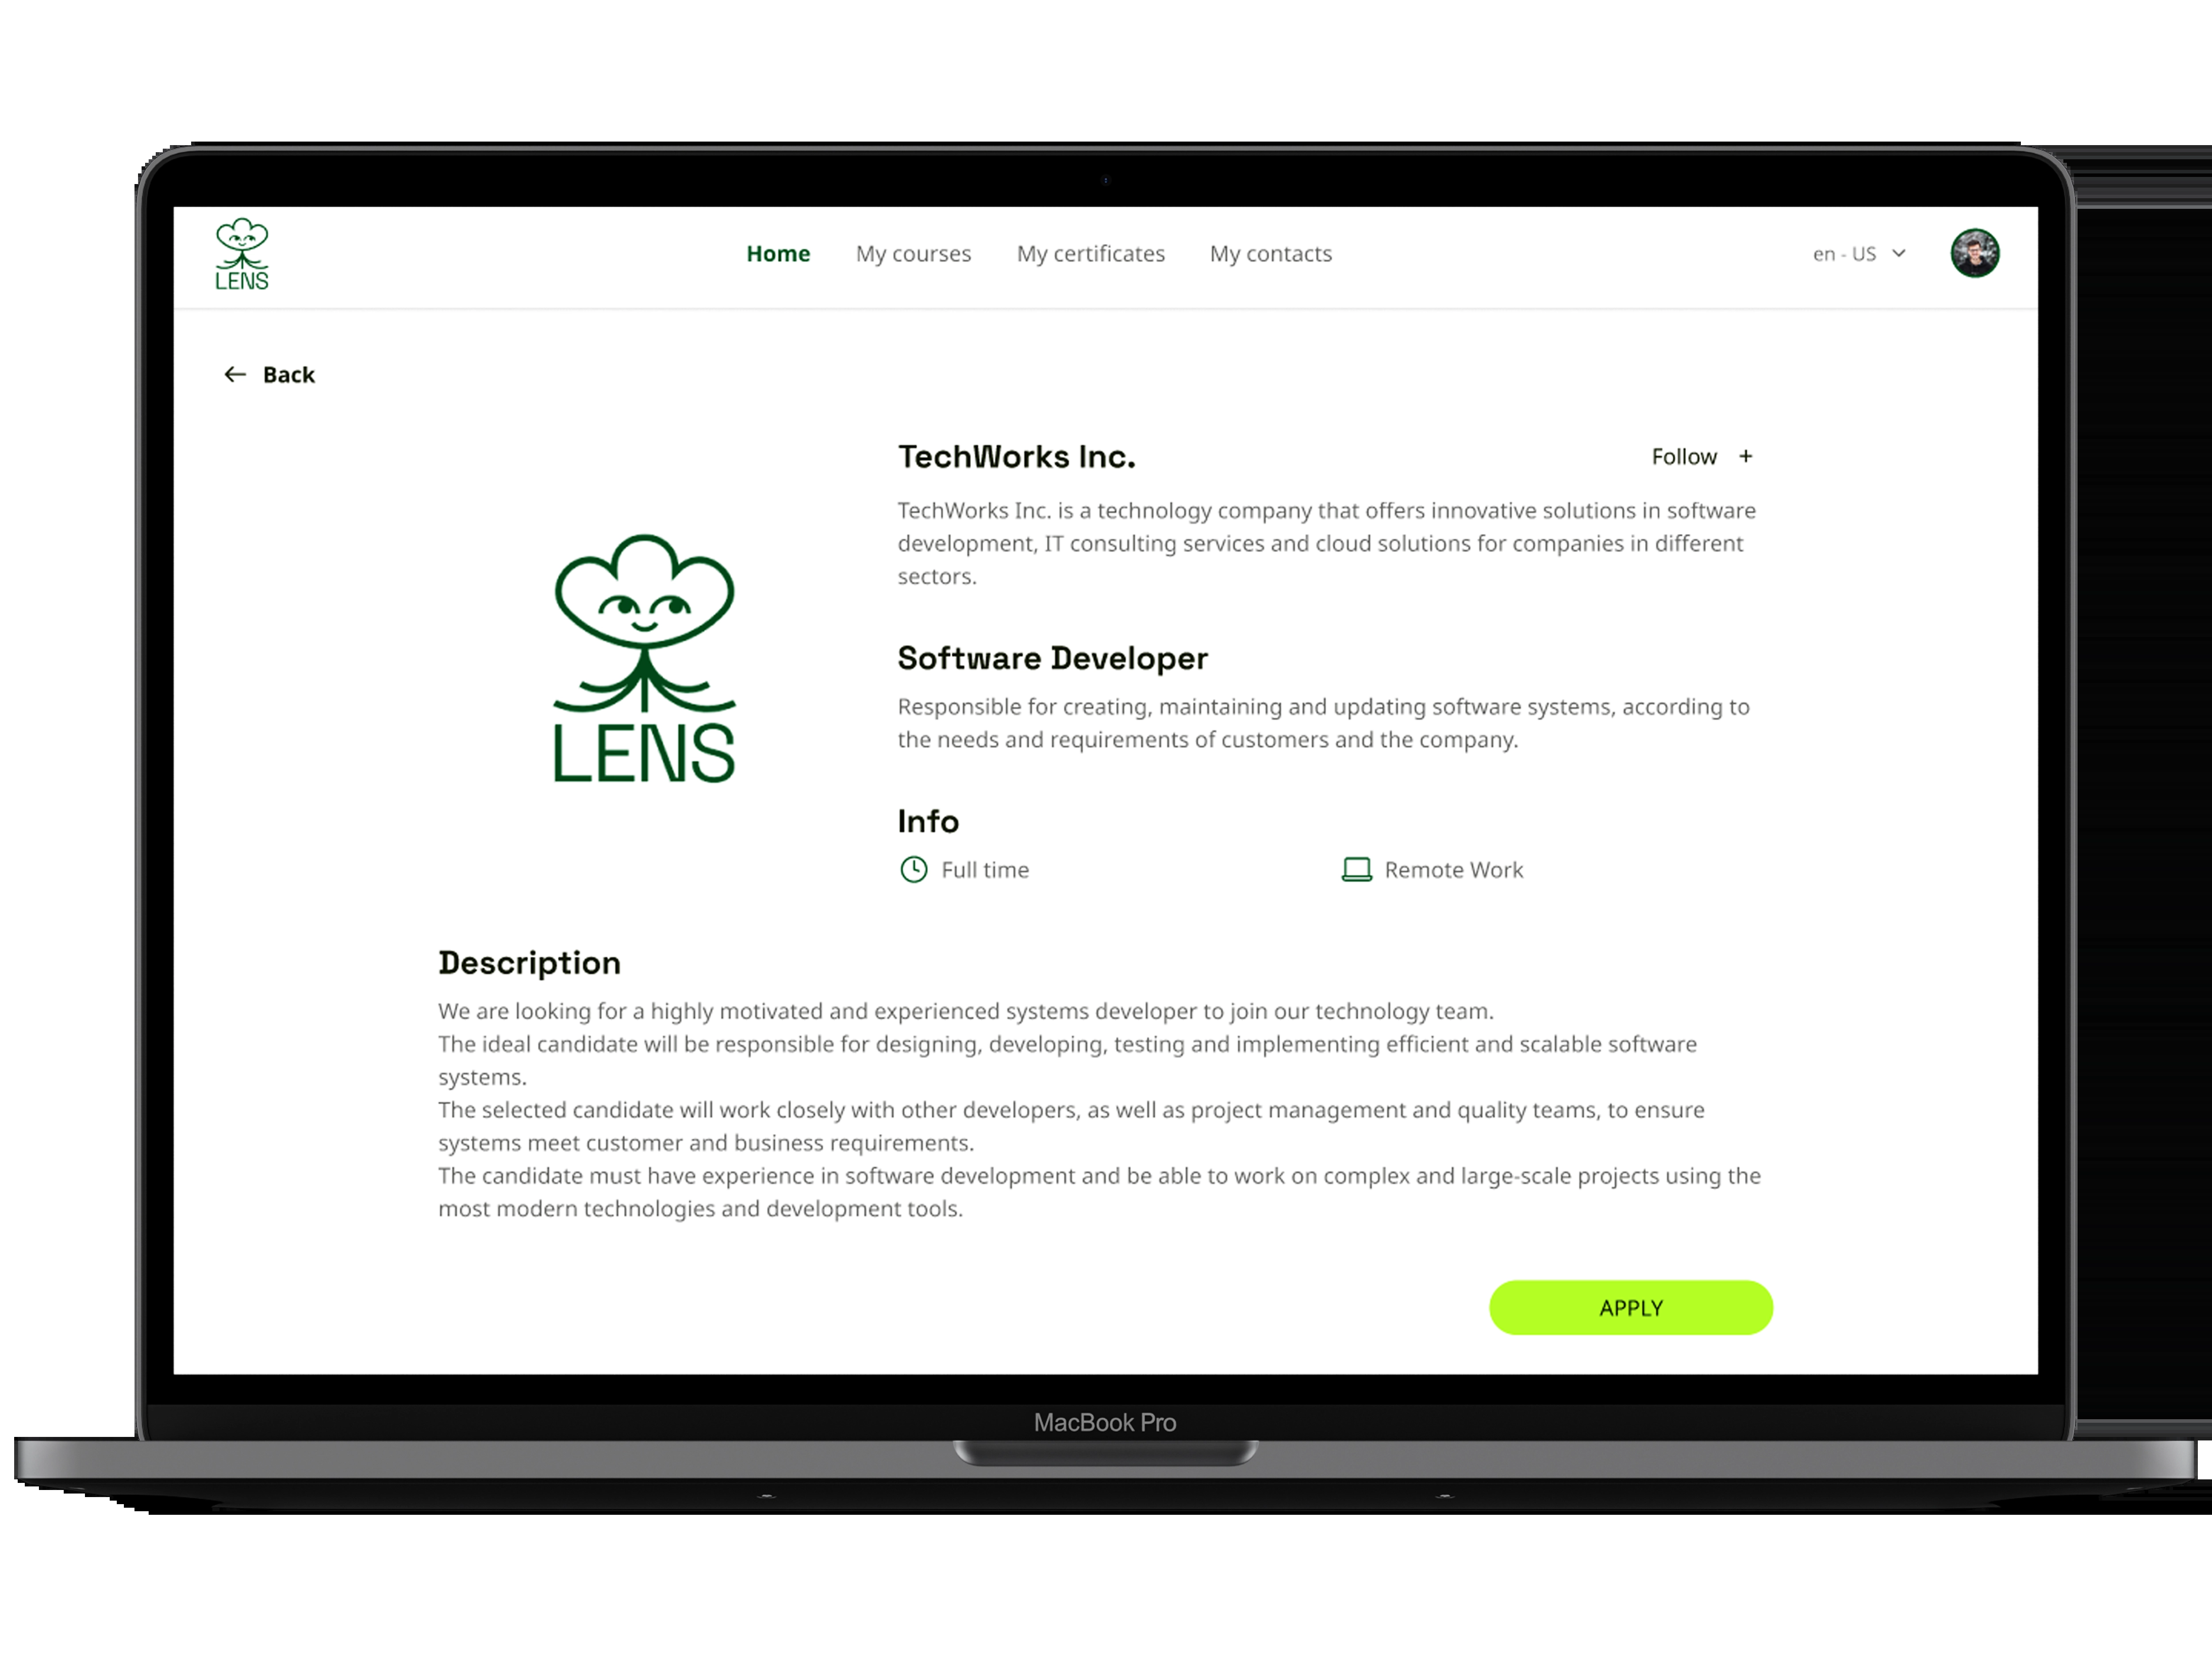 LENS
Home
My courses
My certificates
My contacts
en - US
Back
TechWorks Inc.
Follow +
TechWorks Inc. is a technology company that offers innovative solutions in software
development, IT consulting services and cloud solutions for companies in different
sectors.
LENS
Software Developer
Responsible for creating, maintaining and updating software systems, according to
the needs and requirements of customers and the company.
Info
Full time
Remote Work
Description
We are looking for a highly motivated and experienced systems developer to join our technology team.
The ideal candidate will be responsible for designing, developing, testing and implementing efficient and scalable software
systems.
The selected candidate will work closely with other developers, as well as project management and quality teams, to ensure
systems meet customer and business requirements.
The candidate must have experience in software development and be able to work on complex and large-scale projects using the
most modern technologies and development tools.
APPLY
MacBook Pro